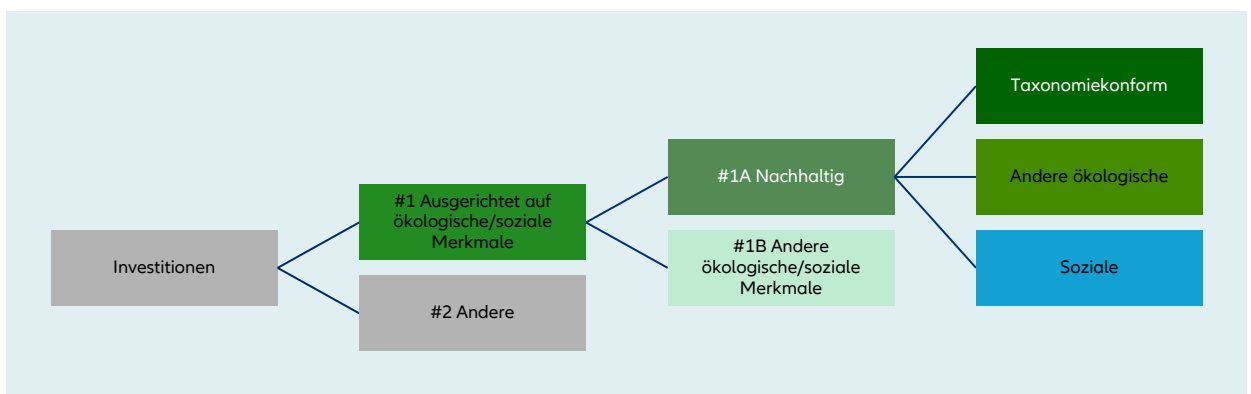 Investitionen
#1 Ausgerichtet auf
ökologische/soziale
Merkmale
#2 Andere
#1A Nachhaltig
#1B Andere
ökologische/soziale
Merkmale
Taxonomiekonform
Andere ökologische
Soziale